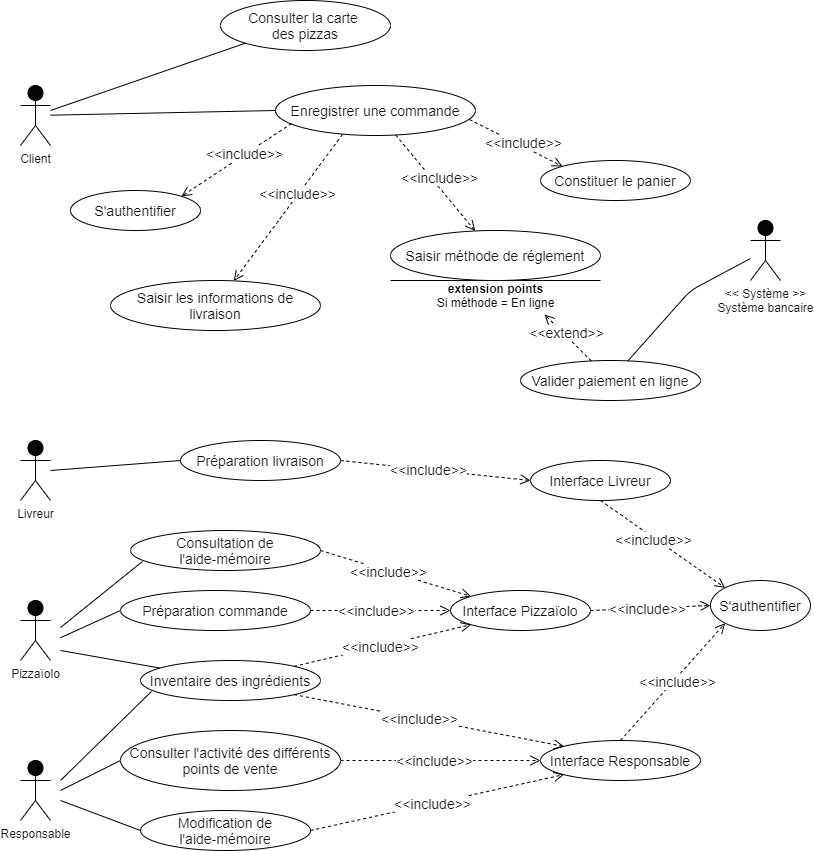 Consulter la carte
des pizzas
Client
Enregistrer une commande
<<include>>
<<include>>
<<include>>
<<include>>
S'authentifier
Constituer le panier
Saisir les informations de
livraison
Saisir méthode de réglement
extension points
Si méthode = En ligne
<< Système >>
Système bancaire
<<extend>>
Valider paiement en ligne
Livreur
Préparation livraison
<<include>>
Interface Livreur
<<include>>
Consultation de
l'aide-mémoire
<<include>>
Pizzaïolo
Préparation commande
<<include>>
Interface Pizzaïolo
<<include>>
S'authentifier
<<include>>
Inventaire des ingrédients
<<include>>
<<include>>
Responsable
Consulter l'activité des différents
points de vente
<<include>>
Interface Responsable
<<include>>
Modification de
l'aide-mémoire